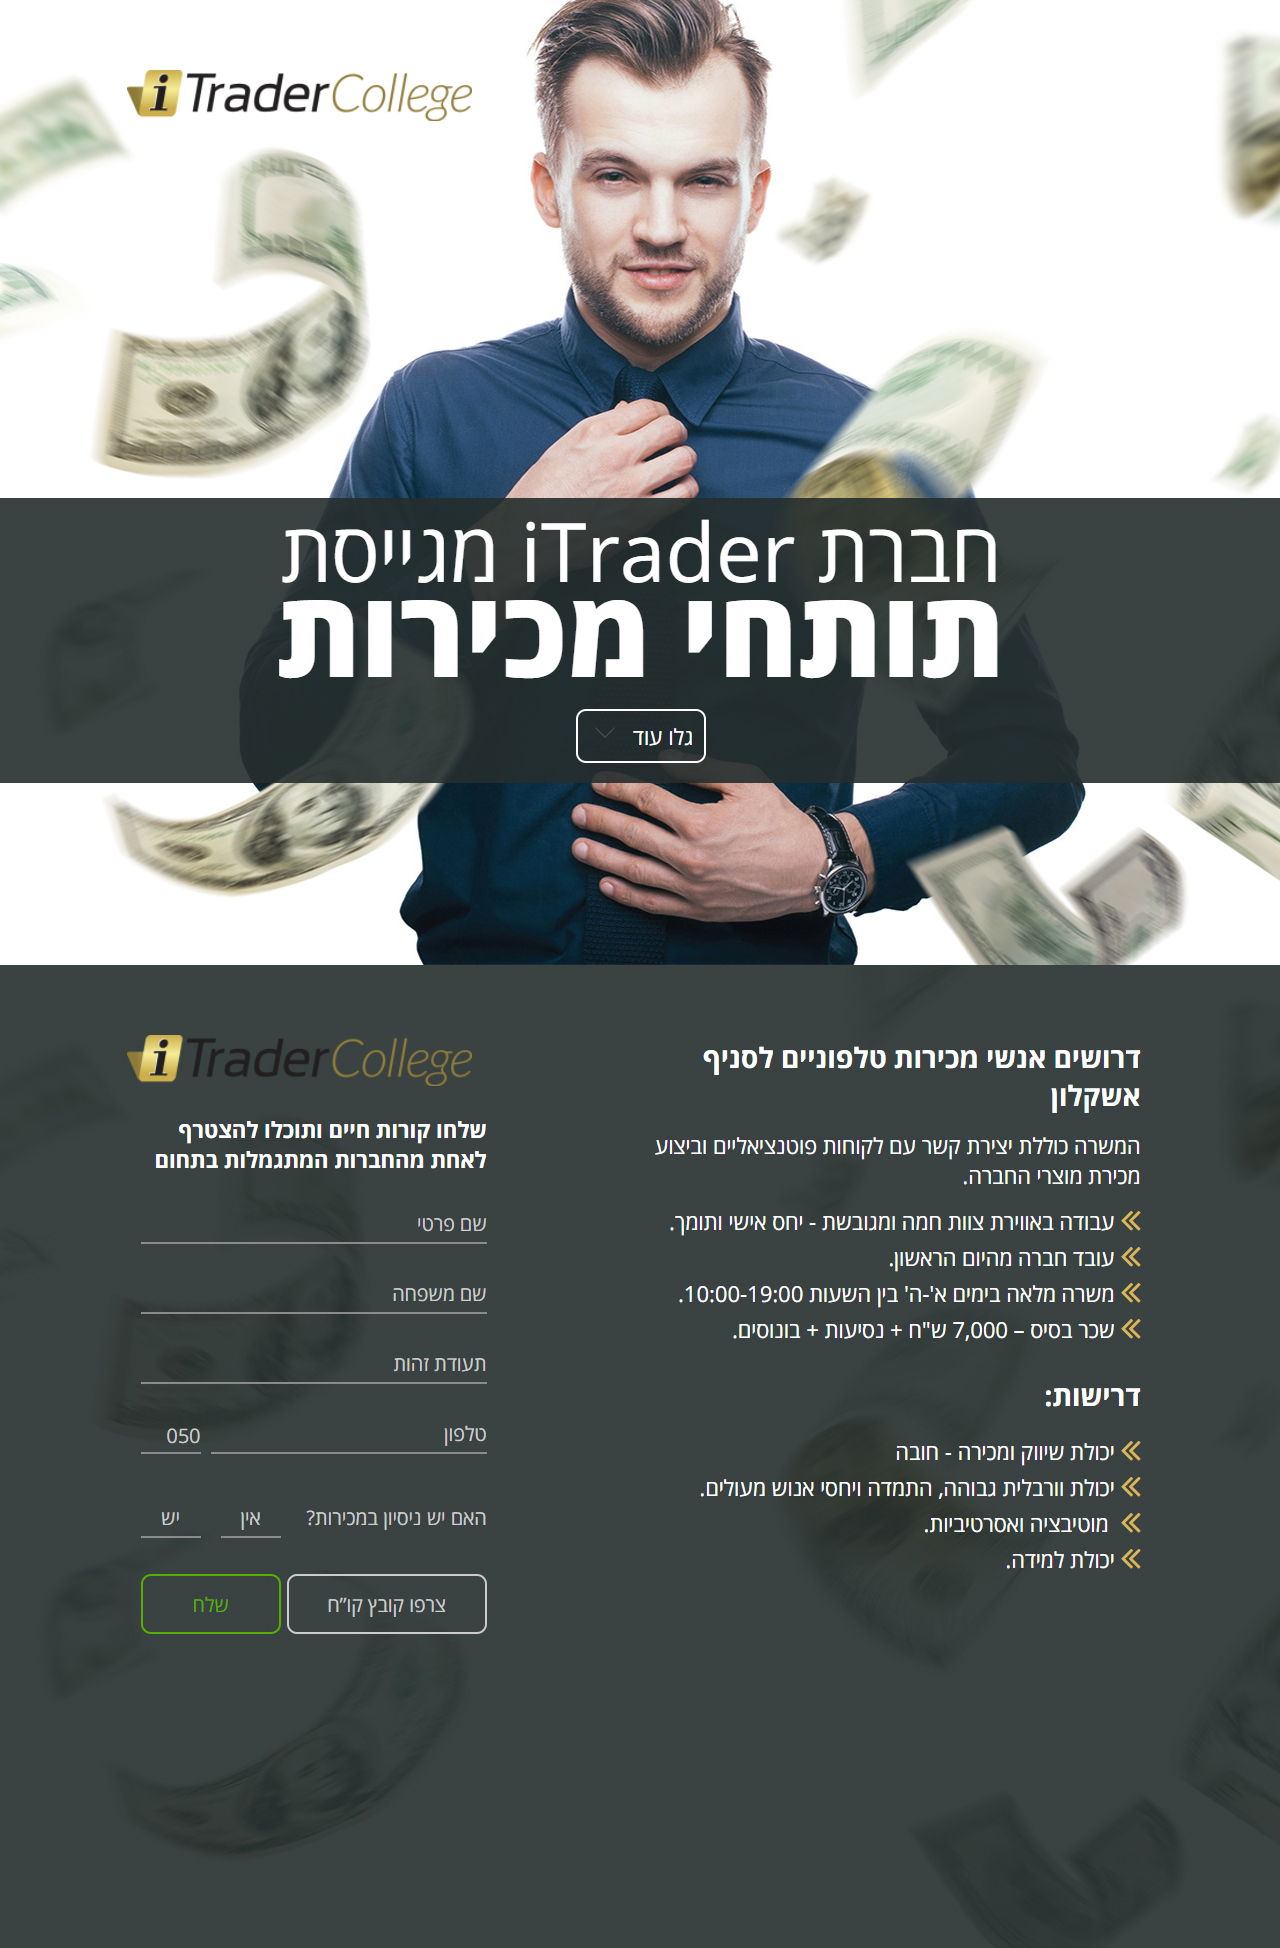 iTraderCollege
חברת iTrader מגייסת
תותחי מכירות
גלו עוד
דרושים אנשי מכירות טלפוניים לסניף
אשקלון
המשרה כוללת יצירת קשר עם לקוחות פוטנציאליים וביצוע
מכירת מוצרי החברה.
עבודה באווירת צוות חמה ומגובשת - יחס אישי ותומך.
עובד חברה מהיום הראשון.
משרה מלאה בימים א'-ה' בין השעות 10:00-19:00.
שכר בסיס – 7,000 ש"ח + נסיעות + בונוסים.
דרישות:
יכולת שיווק ומכירה - חובה
יכולת וורבלית גבוהה, התמדה ויחסי אנוש מעולים.
מוטיבציה ואסרטיביות.
יכולת למידה.
iTraderCollege
שלחו קורות חיים ותוכלו להצטרף
לאחת מהחברות המתגמלות בתחום
שם פרטי
שם משפחה
תעודת זהות
טלפון 050
האם יש ניסיון במכירות? אין יש
צרפו קובץ קו״ח שלח